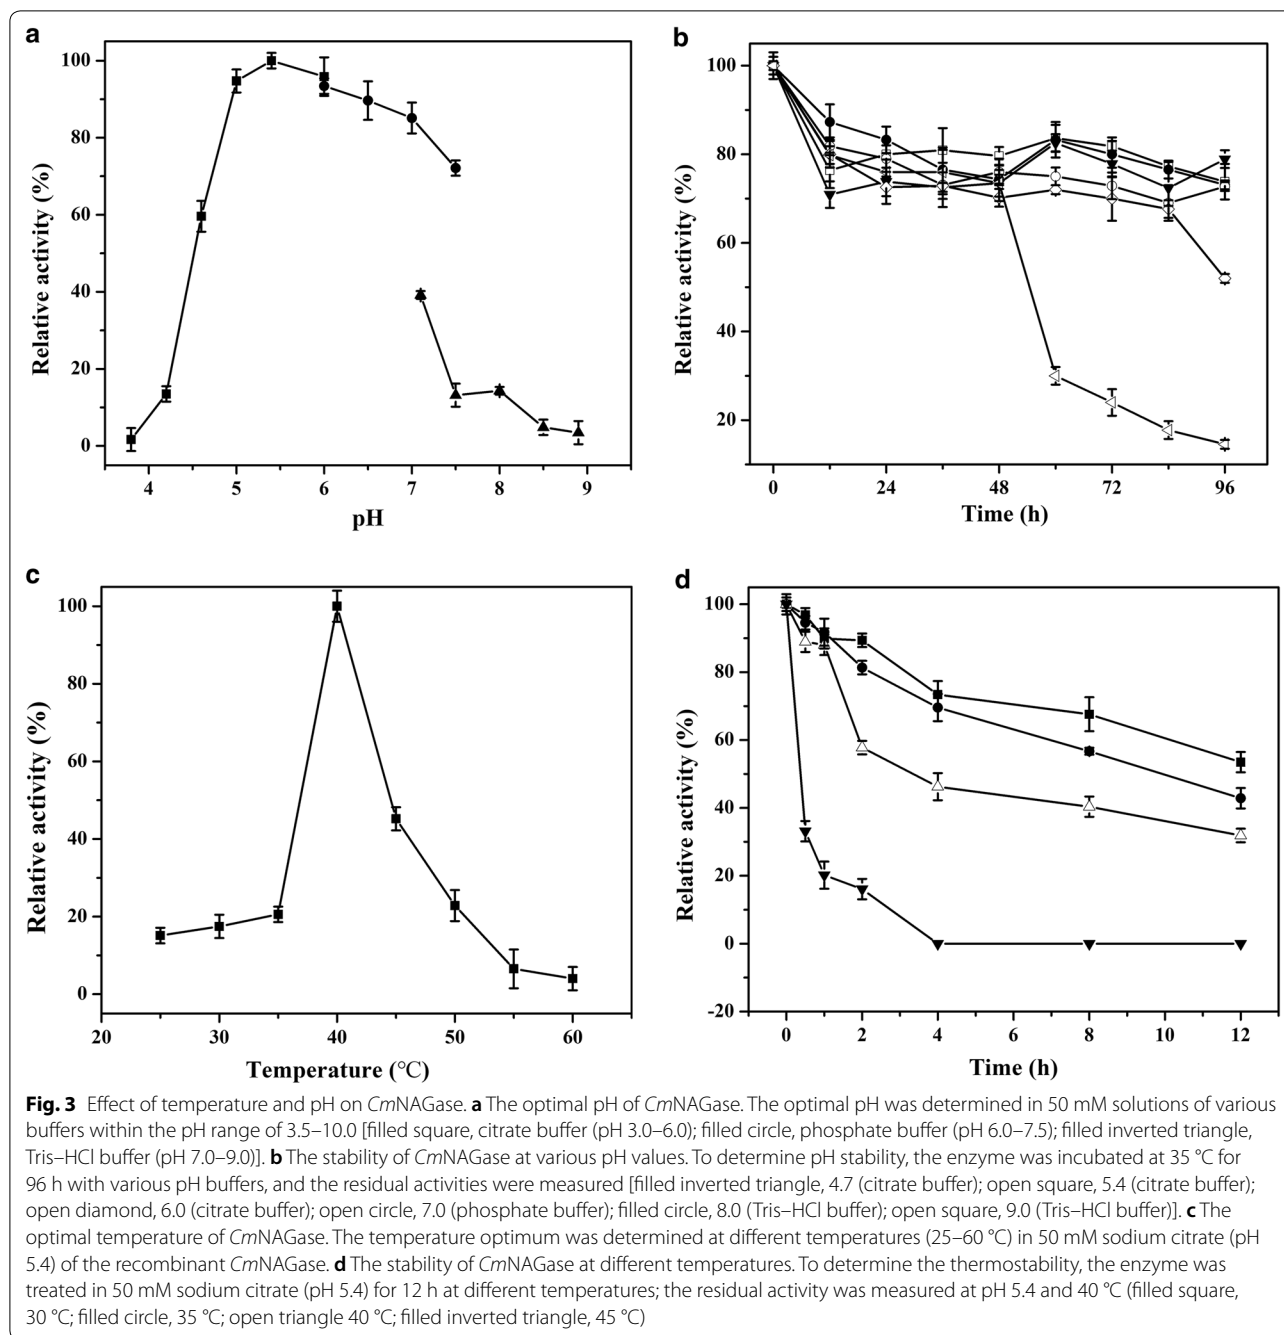 a
100
80
60
40
20
0
Relative activity (%)
4 5 6 7 8 9
pH
b
100
80
60
40
20
Relative activity (%)
0 24 48 72 96
Time (h)
c
100
80
60
40
20
0
Relative activity (%)
20 30 40 50 60
Temperature (℃)
d
100
80
60
40
20
0
-20
Relative activity (%)
0 2 4 6 8 10 12
Time (h)
Fig. 3 Effect of temperature and pH on CmNAGase. a The optimal pH of CmNAGase. The optimal pH was determined in 50 mM solutions of various
buffers within the pH range of 3.5–10.0 [filled square, citrate buffer (pH 3.0–6.0); filled circle, phosphate buffer (pH 6.0–7.5); filled inverted triangle,
Tris–HCl buffer (pH 7.0–9.0)]. b The stability of CmNAGase at various pH values. To determine pH stability, the enzyme was incubated at 35 °C for
96 h with various pH buffers, and the residual activities were measured [filled inverted triangle, 4.7 (citrate buffer); open square, 5.4 (citrate buffer);
open diamond, 6.0 (citrate buffer); open circle, 7.0 (phosphate buffer); filled circle, 8.0 (Tris–HCl buffer); open square, 9.0 (Tris–HCl buffer)]. c The
optimal temperature of CmNAGase. The temperature optimum was determined at different temperatures (25–60 °C) in 50 mM sodium citrate (pH
5.4) of the recombinant CmNAGase. d The stability of CmNAGase at different temperatures. To determine the thermostability, the enzyme was
treated in 50 mM sodium citrate (pH 5.4) for 12 h at different temperatures; the residual activity was measured at pH 5.4 and 40 °C (filled square,
30 °C; filled circle, 35 °C; open triangle 40 °C; filled inverted triangle, 45 °C)